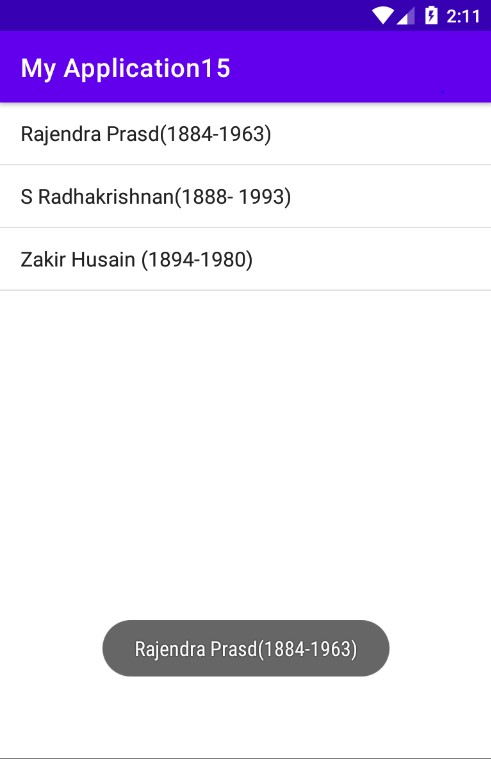 2:11
My Application15
Rajendra Prasd(1884-1963)
S Radhakrishnan(1888- 1993)
Zakir Husain (1894-1980)
Rajendra Prasd(1884-1963)